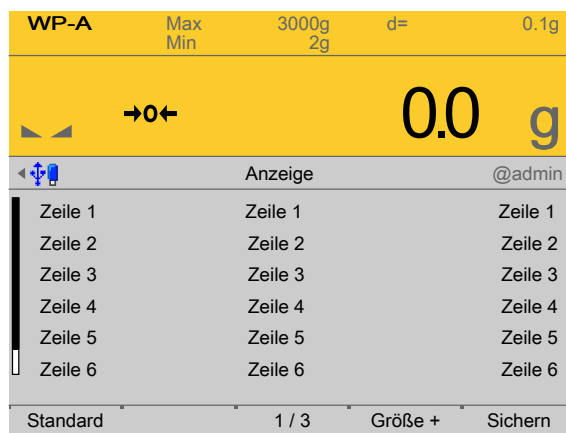 WP-A Max 3000g d= 0.1g
Min 2g
→0← 0.0 g
Anzeige @admin
Zeile 1 Zeile 1 Zeile 1
Zeile 2 Zeile 2 Zeile 2
Zeile 3 Zeile 3 Zeile 3
Zeile 4 Zeile 4 Zeile 4
Zeile 5 Zeile 5 Zeile 5
Zeile 6 Zeile 6 Zeile 6
Standard 1 / 3 Größe + Sichern